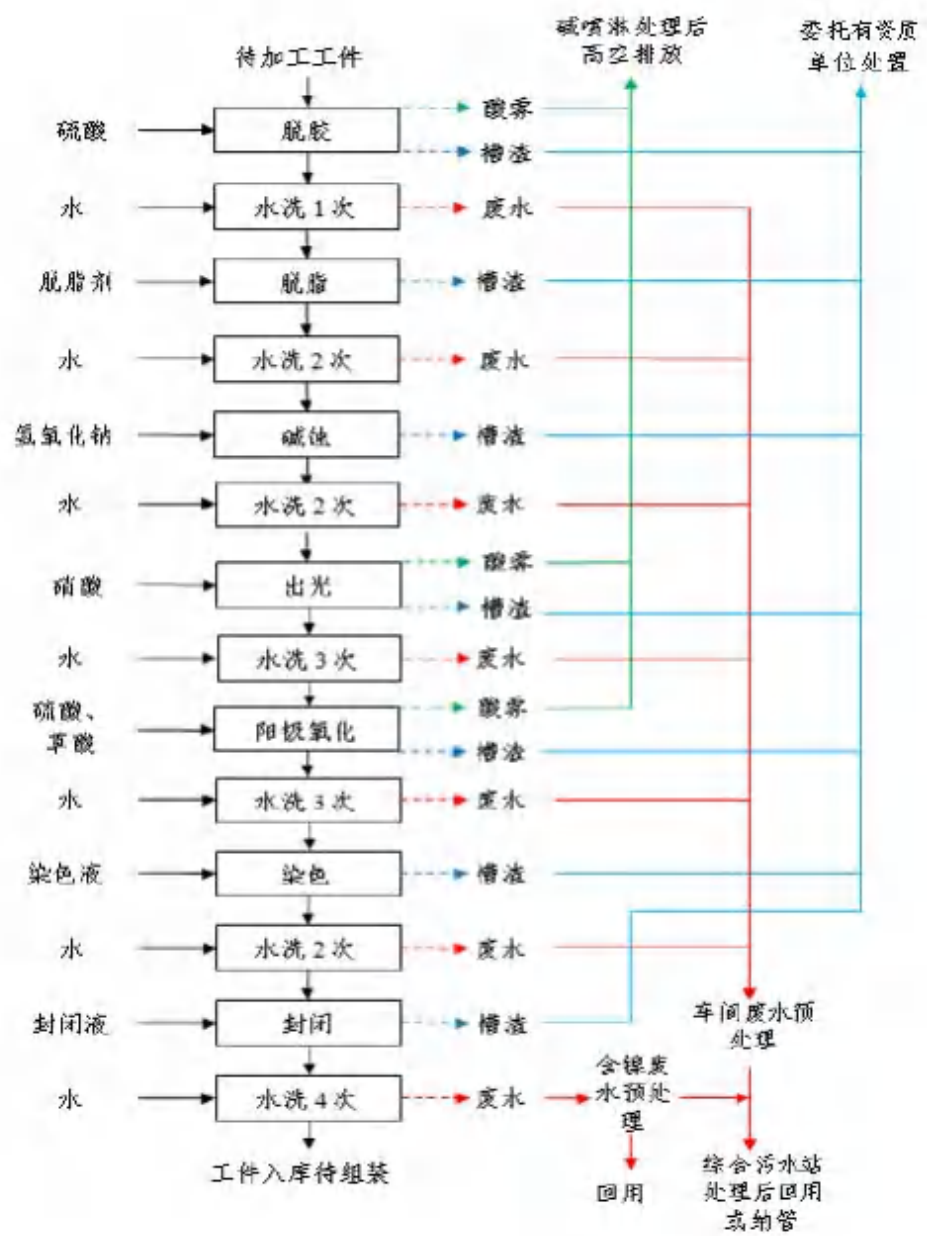 碱喷淋处理后
高空排放
委托有资质
单位处置
待加工工件
硫酸
脱胶
酸雾
槽渣
水
水洗1次
废水
脱脂剂
脱脂
槽渣
水
水洗2次
废水
氢氧化钠
碱蚀
槽渣
水
水洗2次
废水
硝酸
出光
酸雾
槽渣
水
水洗3次
废水
硫酸、
草酸
阳极氧化
酸雾
槽渣
水
水洗3次
废水
染色液
染色
槽渣
水
水洗2次
废水
封闭液
封闭
槽渣
车间废水预
处理
水
水洗4次
废水
含镍废
水预处
理
工件入库待组装
回用
综合污水站
处理后回用
或纳管